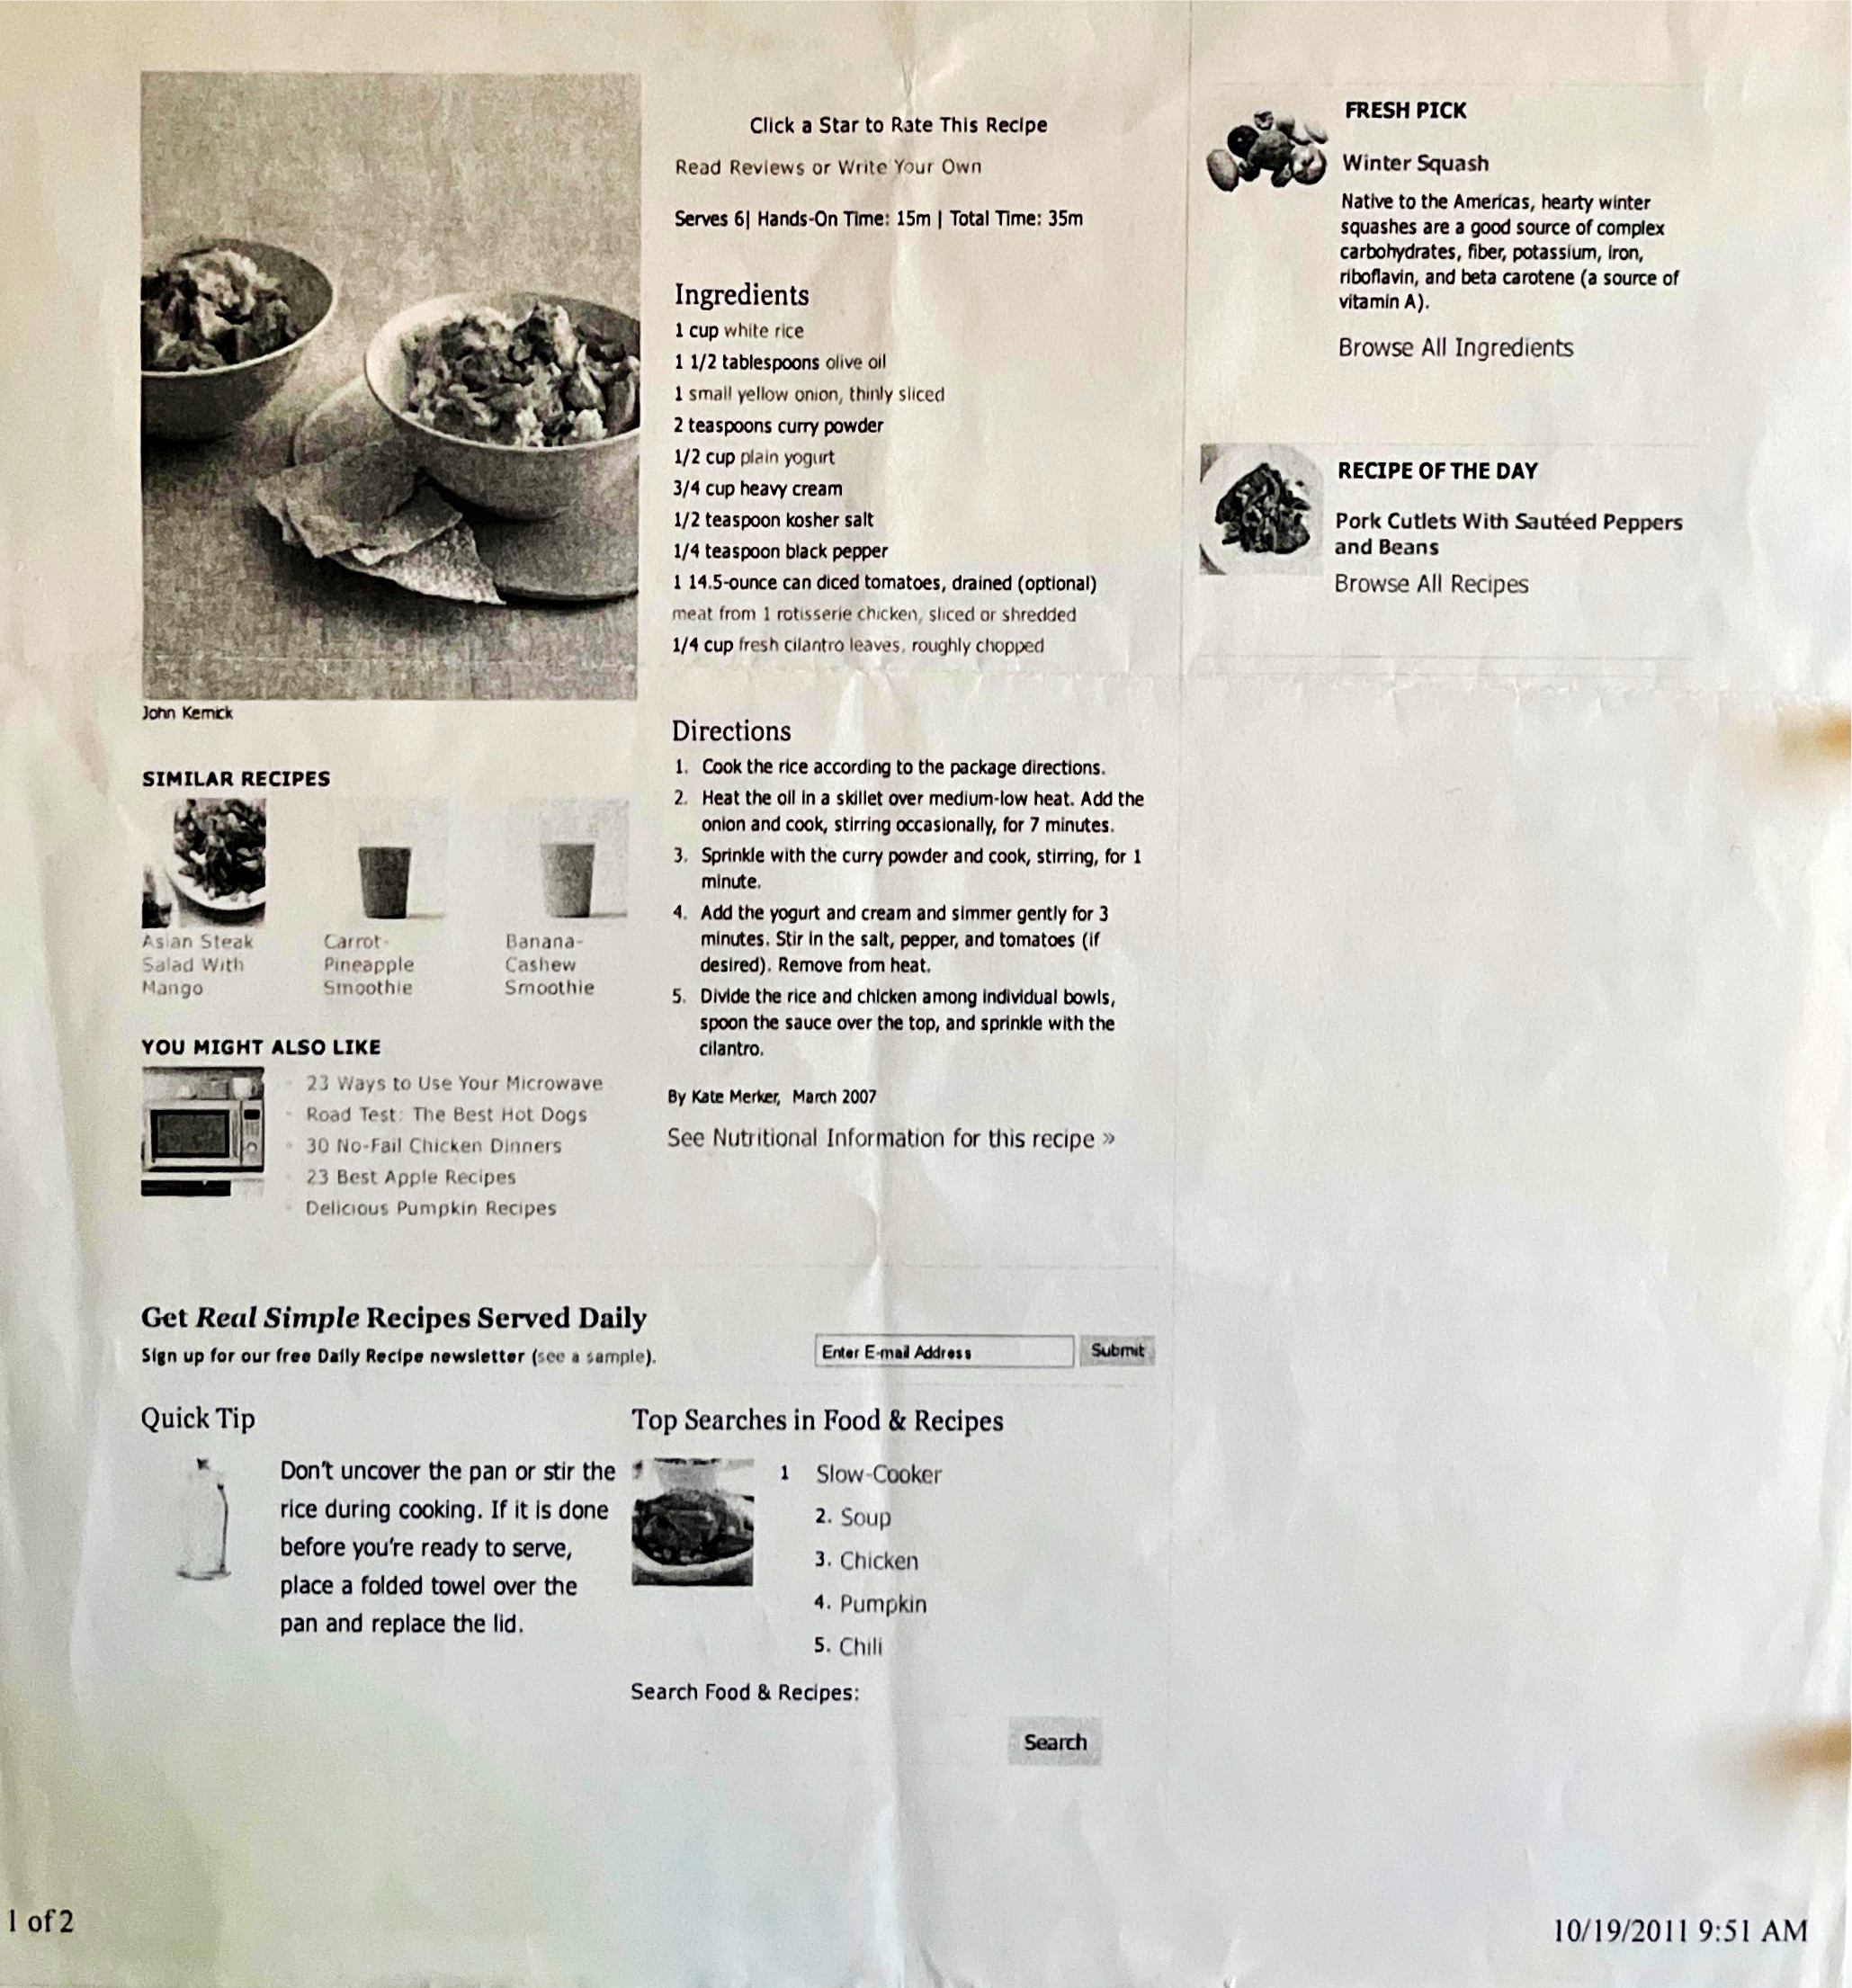 Click a Star to Rate This Recipe
Read Reviews or Write Your Own
Serves 6| Hands-On Time: 15m | Total Time: 35m
Ingredients
1 cup white rice
1 1/2 tablespoons olive oil
1 small yellow onion, thinly sliced
2 teaspoons curry powder
1/2 cup plain yogurt
3/4 cup heavy cream
1/2 teaspoon kosher salt
1/4 teaspoon black pepper
1 14.5-ounce can diced tomatoes, drained (optional)
meat from 1 rotisserie chicken, sliced or shredded
1/4 cup fresh cilantro leaves, roughly chopped
John Kernick
Directions
1. Cook the rice according to the package directions.
2. Heat the oil in a skillet over medium-low heat. Add the
onion and cook, stirring occasionally, for 7 minutes.
3. Sprinkle with the curry powder and cook, stirring, for 1
minute.
4. Add the yogurt and cream and simmer gently for 3
minutes. Stir in the salt, pepper, and tomatoes (if
desired). Remove from heat.
5. Divide the rice and chicken among individual bowls,
spoon the sauce over the top, and sprinkle with the
cilantro.
By Kate Merker, March 2007
See Nutritional Information for this recipe »
SIMILAR RECIPES
Asian Steak
Salad With
Mango
Carrot-
Pineapple
Smoothie
Banana-
Cashew
Smoothie
YOU MIGHT ALSO LIKE
23 Ways to Use Your Microwave
Road Test: The Best Hot Dogs
30 No-Fail Chicken Dinners
23 Best Apple Recipes
Delicious Pumpkin Recipes
FRESH PICK
Winter Squash
Native to the Americas, hearty winter
squashes are a good source of complex
carbohydrates, fiber, potassium, iron,
riboflavin, and beta carotene (a source of
vitamin A).
Browse All Ingredients
RECIPE OF THE DAY
Pork Cutlets With Sautéed Peppers
and Beans
Browse All Recipes
Get Real Simple Recipes Served Daily
Sign up for our free Daily Recipe newsletter (see a sample).
Enter E-mail Address
Submit
Quick Tip
Don't uncover the pan or stir the
rice during cooking. If it is done
before you're ready to serve,
place a folded towel over the
pan and replace the lid.
Top Searches in Food & Recipes
1 Slow-Cooker
2. Soup
3. Chicken
4. Pumpkin
5. Chili
Search Food & Recipes:
Search
1 of 2
10/19/2011 9:51 AM